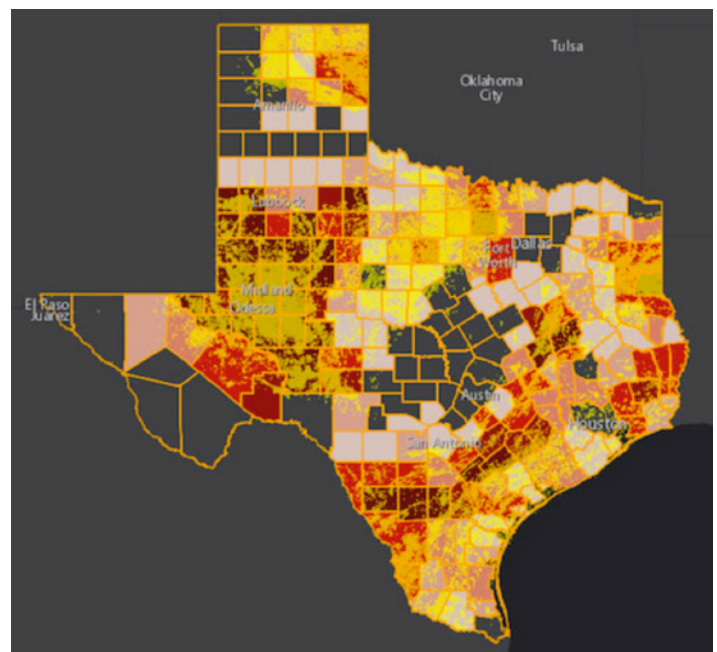 Tulsa
Oklahoma
City
Amarillo
Lubbock
Fort
Worth
Dallas
Midland
Odessa
El Paso
Juárez
Austin
Houston
San Antonio